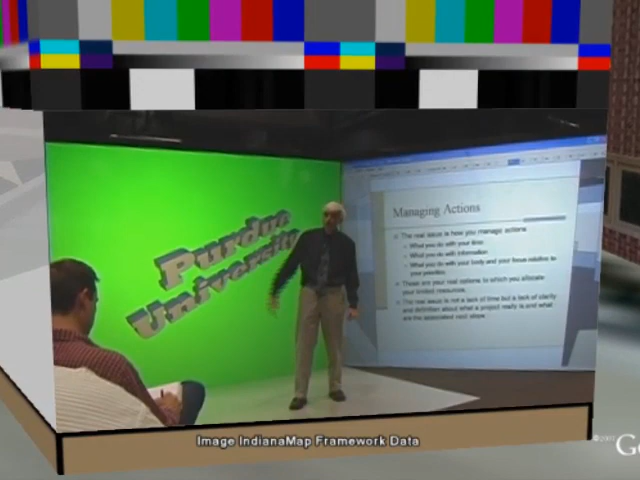 Purdue
University
Managing Actions
The real issue is how you manage actions
What you do with your time
What you do with information
What you do with your body and your focus relative to
your priorities
These are your real options to which you allocate
your limited resources.
The real issue is not a lack of time but a lack of clarity
and definition about what a project really is and what
are the associated next steps
Image IndianaMap Framework Data